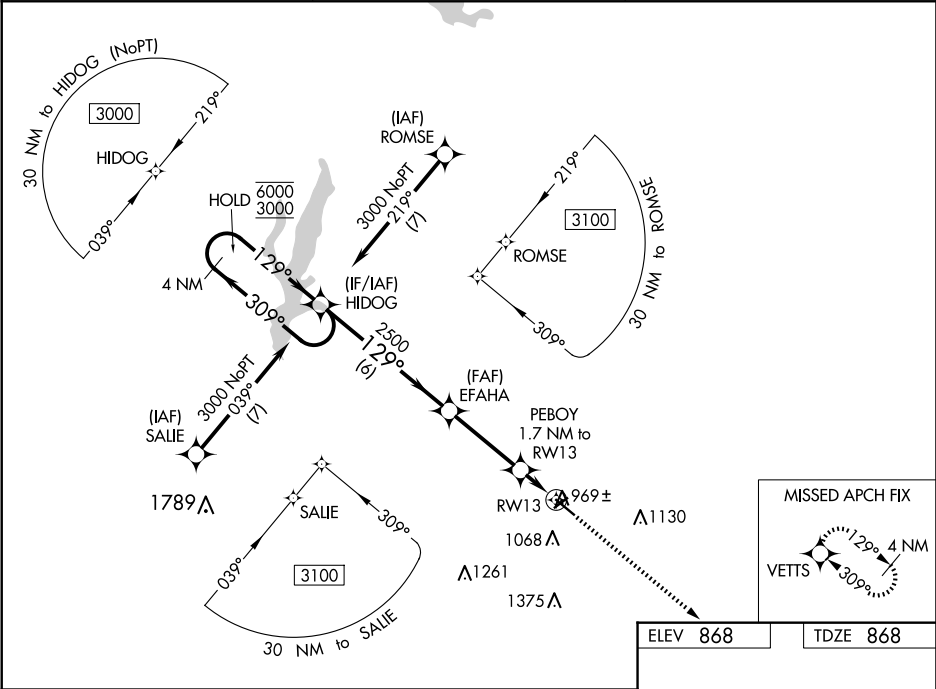 30 NM to HIDOG (NoPT)
3000
219°
HIDOG
039°
(IAF)
ROMSE
3000 NoPT
219°
(7)
HOLD
6000
3000
129°
4 NM
309°
(IF/IAF)
HIDOG
219°
3100
ROMSE
30 NM to ROMSE
309°
2500
129°
(6)
(FAF)
EFAHA
3000 NoPT
039°
(7)
(IAF)
SALIE
PEBOY
1.7 NM to
RW13
1789
SALIE
309°
039°
3100
30 NM to SALIE
RW13
969±
1130
1068
1261
1375
MISSED APCH FIX
129°
4 NM
VETTS
309°
ELEV 868
TDZE 868